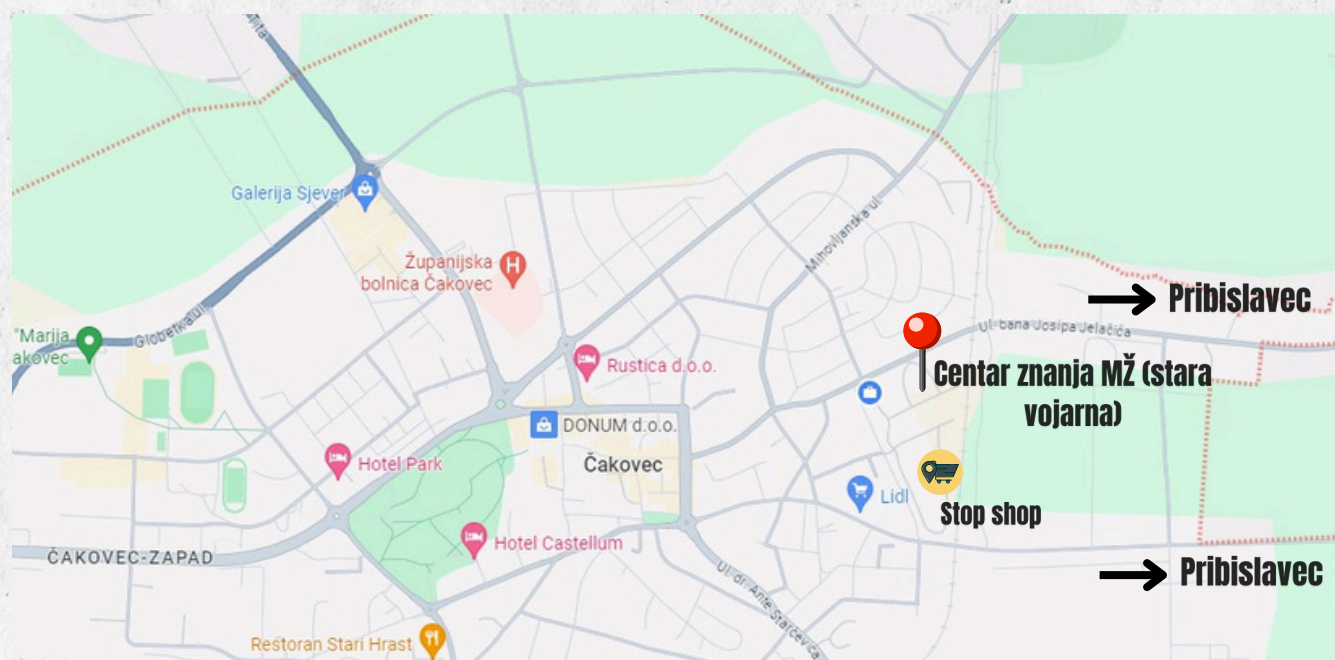 Galerija Sjever
Županijska
bolnica Čakovec
H
Mihovljanska ul.
Pribislavec
"Marija
akovec
Globetka ul.
Ul. bana Josipa Jelačića
Rustica d.o.o.
Centar znanja MŽ (stara
vojarna)
DONUM d.o.o.
Hotel Park
Čakovec
Lidl
Stop shop
Hotel Castellum
ČAKOVEC-ZAPAD
Pribislavec
Ul. dr. Ante Starčevića
Restoran Stari Hrast